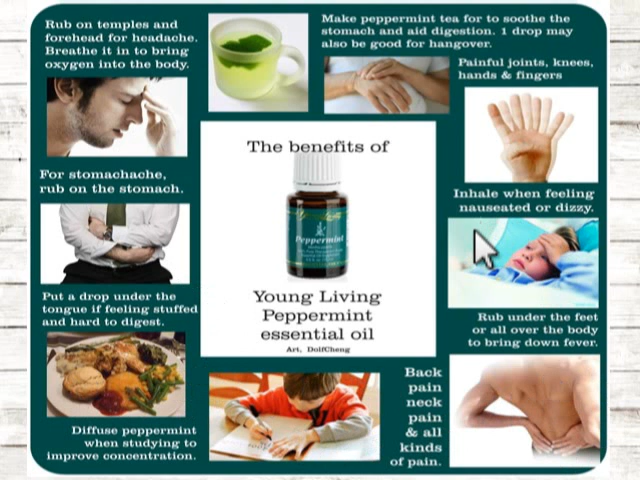 Rub on temples and
forehead for headache.
Breathe it in to bring
oxygen into the body.
Make peppermint tea for to soothe the
stomach and aid digestion. 1 drop may
also be good for hangover.
Painful joints, knees,
hands & fingers
For stomachache,
rub on the stomach.
The benefits of
Peppermint
Young Living
Peppermint
essential oil
Art, DolfCheng
Inhale when feeling
nauseated or dizzy.
Put a drop under the
tongue if feeling stuffed
and hard to digest.
Rub under the feet
or all over the body
to bring down fever.
Diffuse peppermint
when studying to
improve concentration.
Back
pain
neck
pain
& all
kinds
of pain.